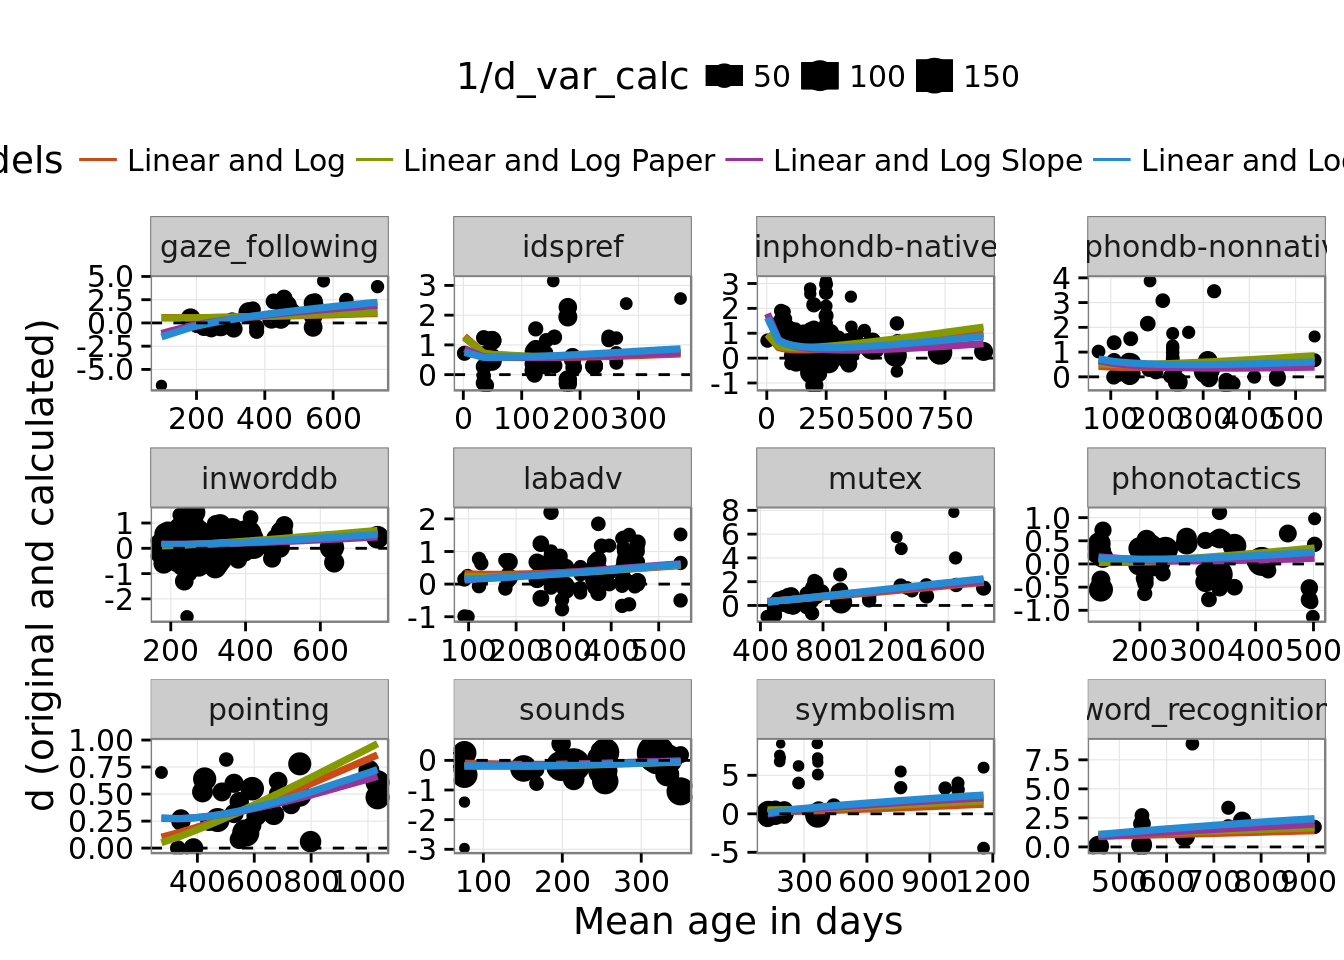 1/d_var_calc 50 100 150
dels Linear and Log Linear and Log Paper Linear and Log Slope Linear and Lo
gaze_following idspref inphondb-native phondb-nonnativ
5.0 2.5 0.0 -2.5 -5.0
3 2 1 0
3 2 1 0 -1
4 3 2 1 0
200 400 600
0 100 200 300
0 250 500 750
100 200 300 400 500
inworddb labadv mutex phonotactics
1 0 -1 -2
2 1 0 -1
8 6 4 2 0
1.0 0.5 0.0 -0.5 -1.0
200 400 600
100 200 300 400 500
400 800 1200 1600
200 300 400 500
pointing sounds symbolism word_recognition
1.00 0.75 0.50 0.25 0.00
0 -1 -2 -3
5 0 -5
7.5 5.0 2.5 0.0
400 600 800 1000
100 200 300
300 600 900 1200
500 600 700 800 900
Mean age in days
d (original and calculated)